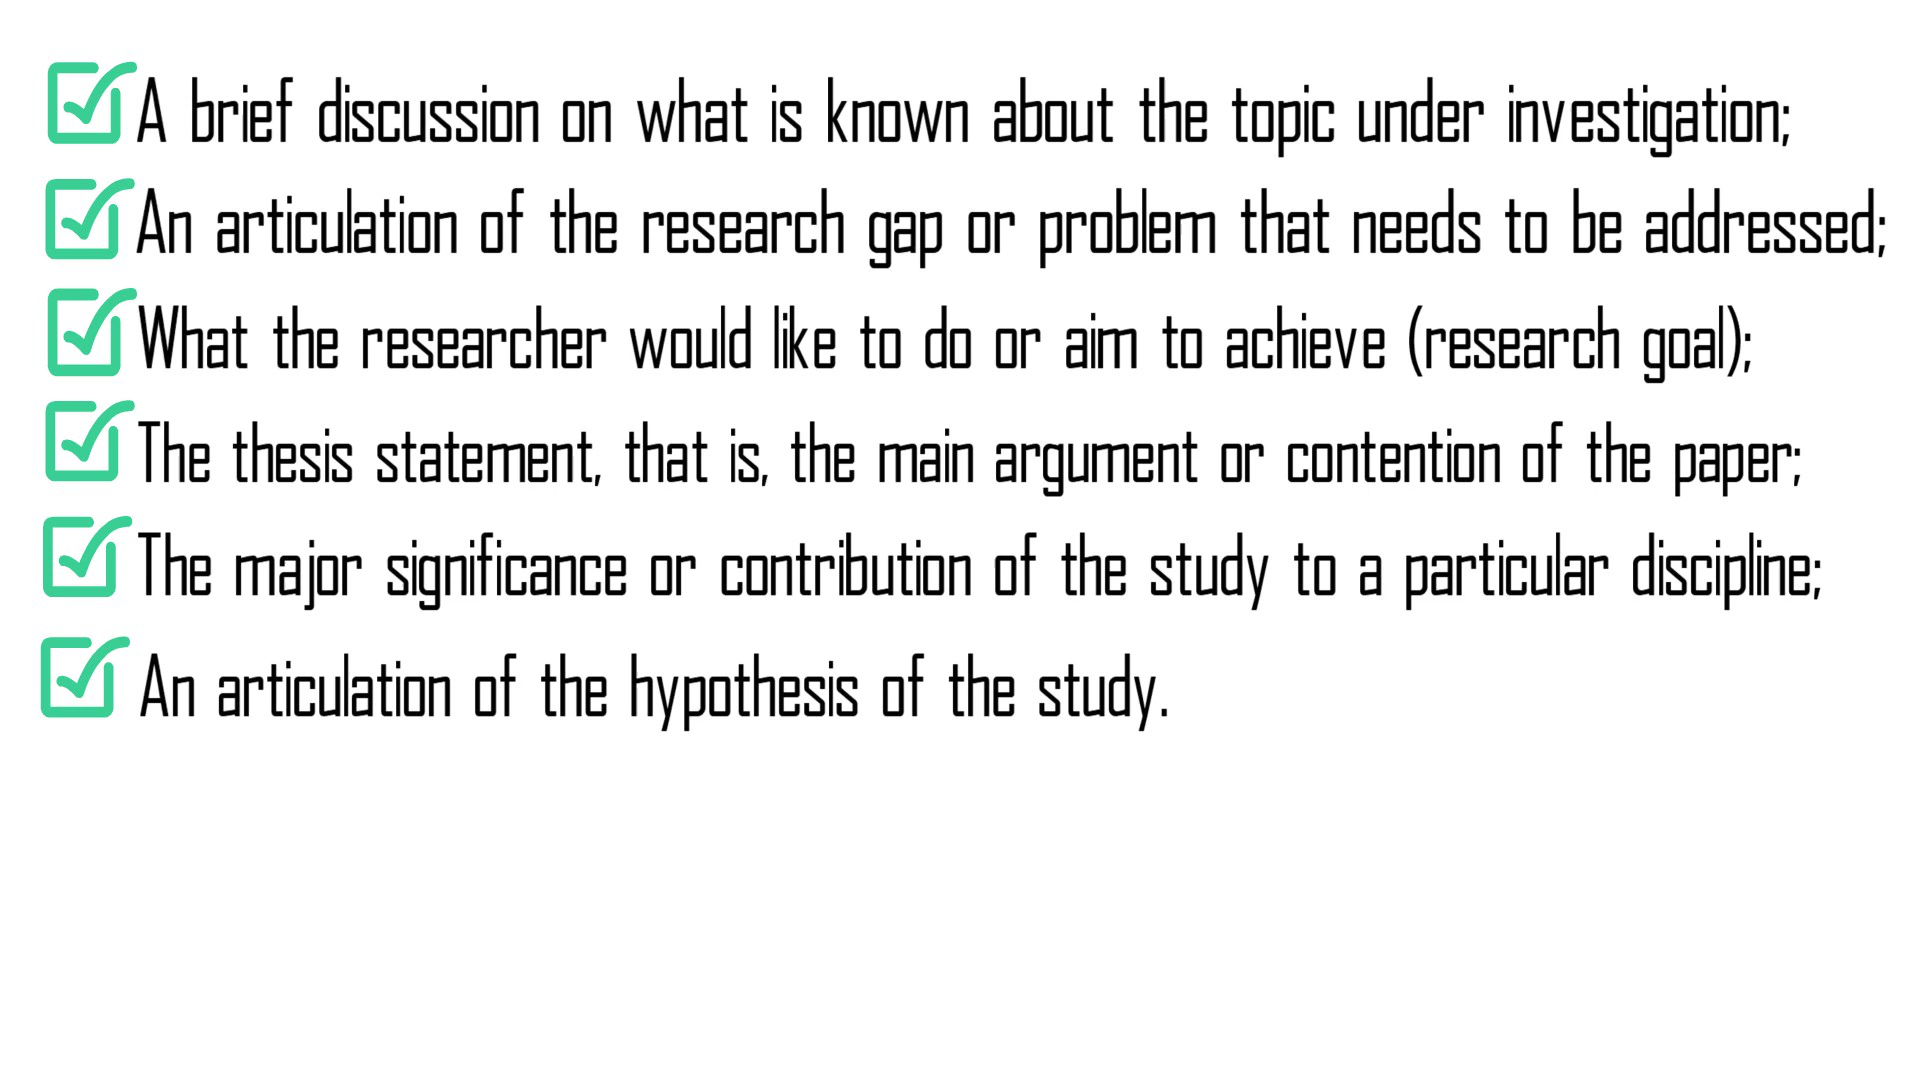 A brief discussion on what is known about the topic under investigation;
An articulation of the research gap or problem that needs to be addressed;
What the researcher would like to do or aim to achieve (research goal);
The thesis statement, that is, the main argument or contention of the paper;
The major significance or contribution of the study to a particular discipline;
An articulation of the hypothesis of the study.